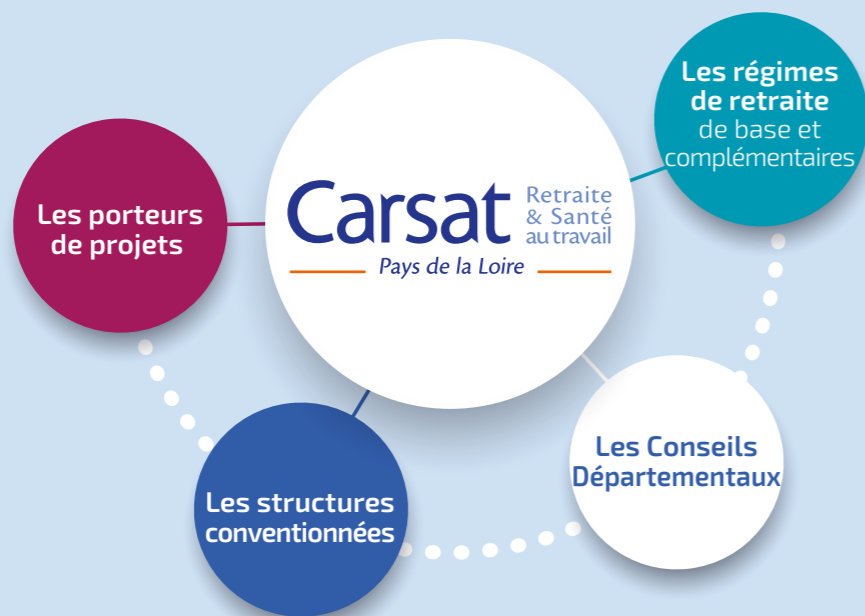 Les régimes
de retraite
de base et
complémentaires
Les porteurs
de projets
Carsat
Retraite
& Santé
au travail
Pays de la Loire
Les Conseils
Départementaux
Les structures
conventionnées